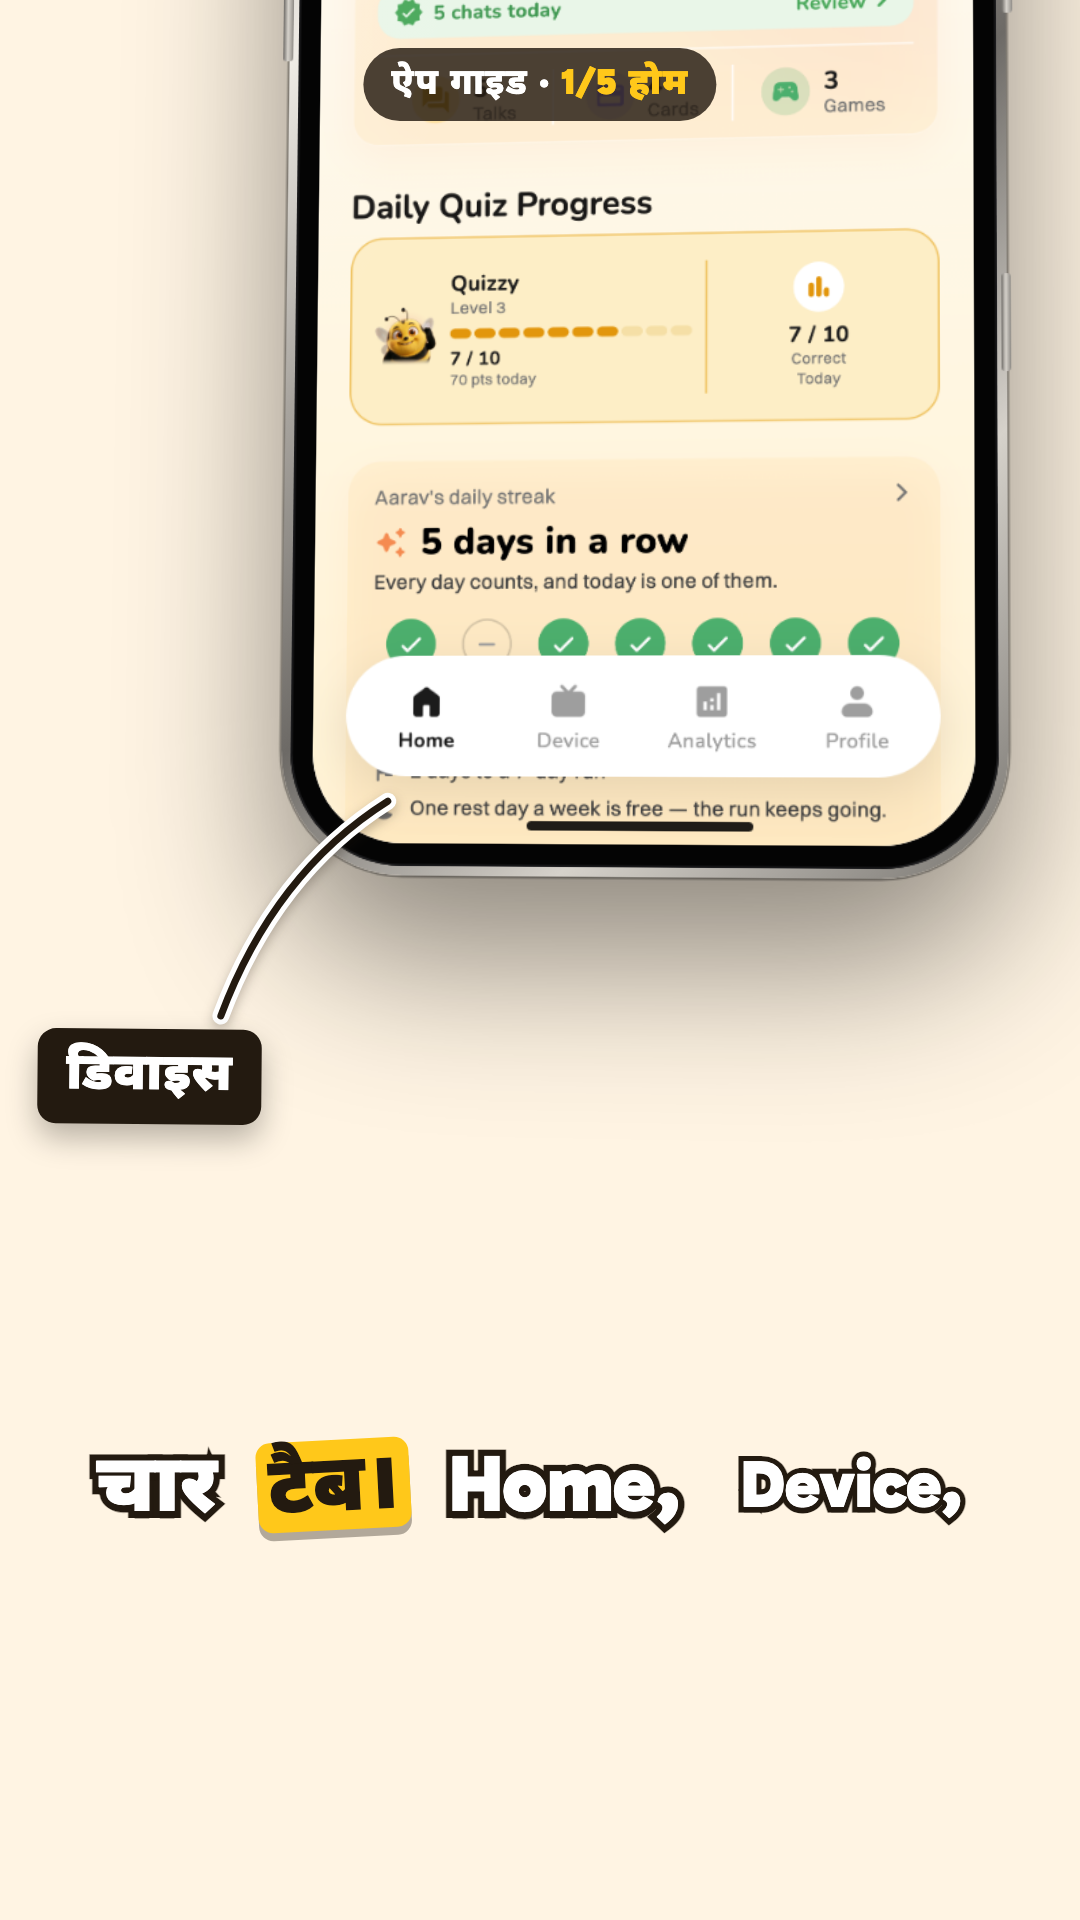 5 chats today
Review
ऐप गाइड · 1/5 होम
Talks
Cards
3
Games
Daily Quiz Progress
Quizzy
Level 3
7 / 10
70 pts today
7 / 10
Correct
Today
Aarav's daily streak
5 days in a row
Every day counts, and today is one of them.
Home
Device
Analytics
Profile
One rest day a week is free — the run keeps going.
डिवाइस
चार टैब। Home, Device,